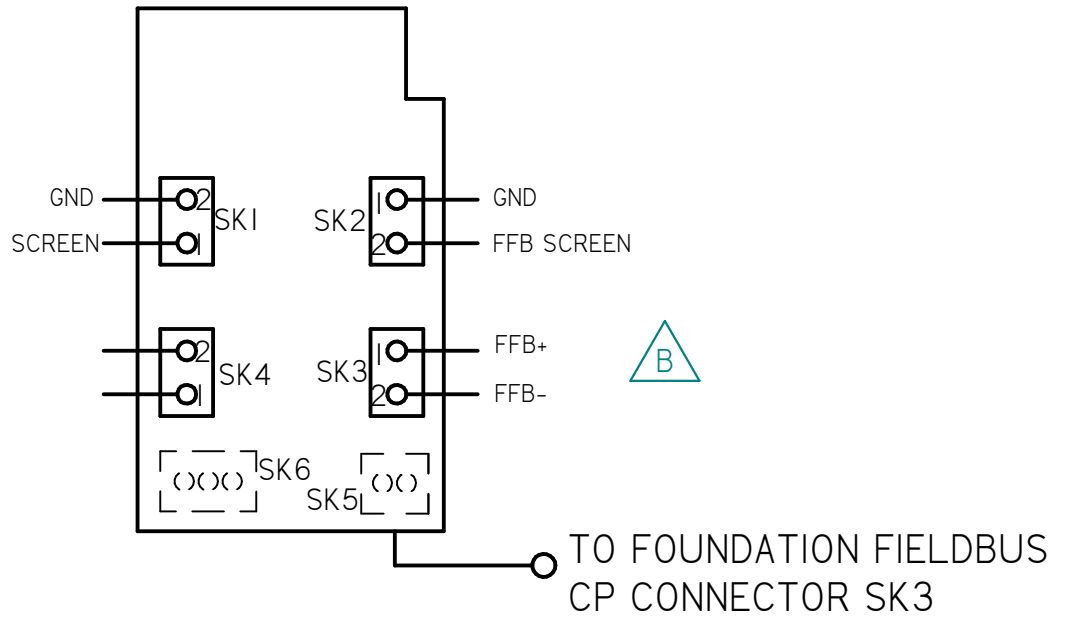 GND
2
SK1
SCREEN
1
SK2
1
GND
2
FFB SCREEN
2
SK4
1
SK3
1
FFB+
2
FFB-
B
SK6
SK5
TO FOUNDATION FIELDBUS
CP CONNECTOR SK3